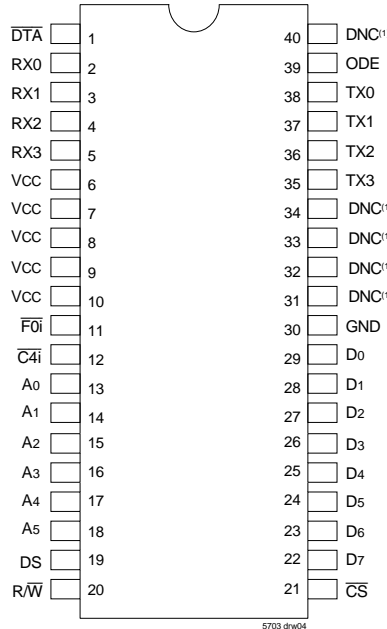 D̅T̅A̅ 1 40 DNC(1
RX0 2 39 ODE
RX1 3 38 TX0
RX2 4 37 TX1
RX3 5 36 TX2
VCC 6 35 TX3
VCC 7 34 DNC(1
VCC 8 33 DNC(1
VCC 9 32 DNC(1
VCC 10 31 DNC(1
F̅0̅i̅ 11 30 GND
C̅4̅i̅ 12 29 D0
A0 13 28 D1
A1 14 27 D2
A2 15 26 D3
A3 16 25 D4
A4 17 24 D5
A5 18 23 D6
DS 19 22 D7
R/W̅ 20 21 C̅S̅
5703 drw04